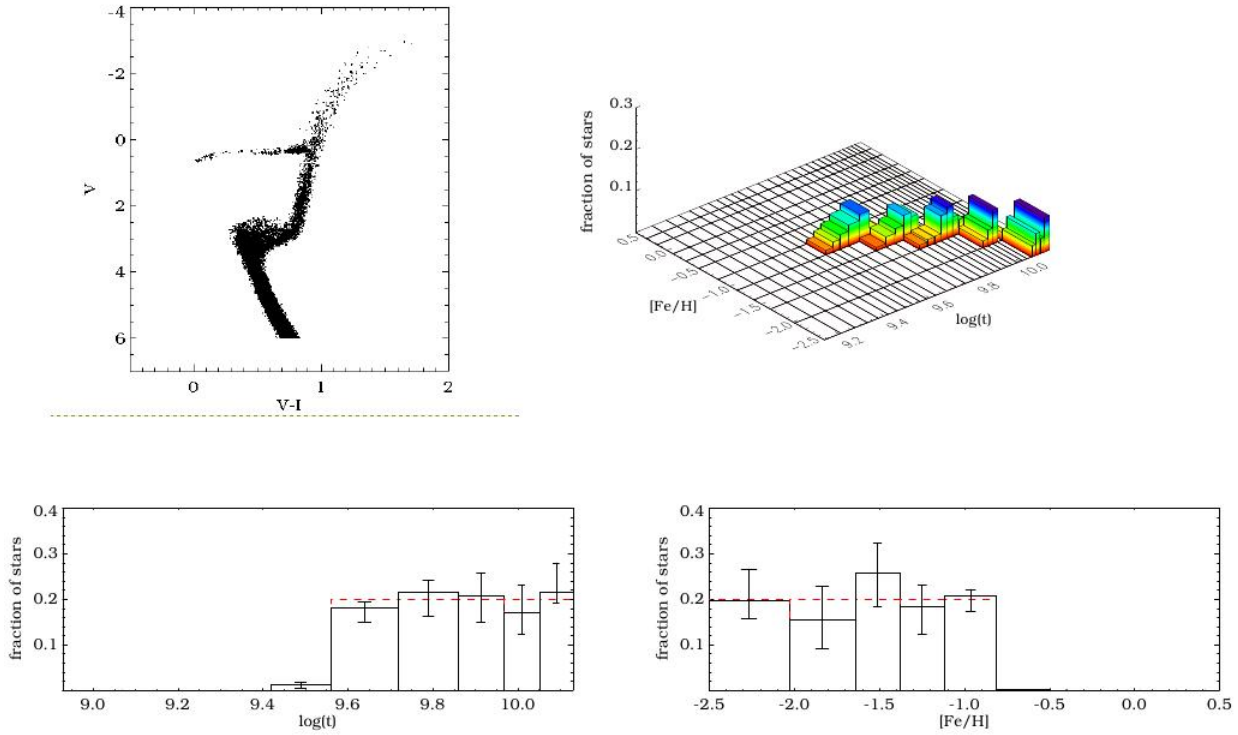 -4
-2
0
2
4
6
V
0 1 2
V-I
0.3
0.2
0.1
fraction of stars
0.5
0.0
-0.5
-1.0
-1.5
-2.0
-2.5
[Fe/H]
9.2
9.4
9.6
9.8
10.0
log(t)
0.4
0.3
0.2
0.1
fraction of stars
9.0 9.2 9.4 9.6 9.8 10.0
log(t)
0.4
0.3
0.2
0.1
fraction of stars
-2.5 -2.0 -1.5 -1.0 -0.5 0.0 0.5
[Fe/H]